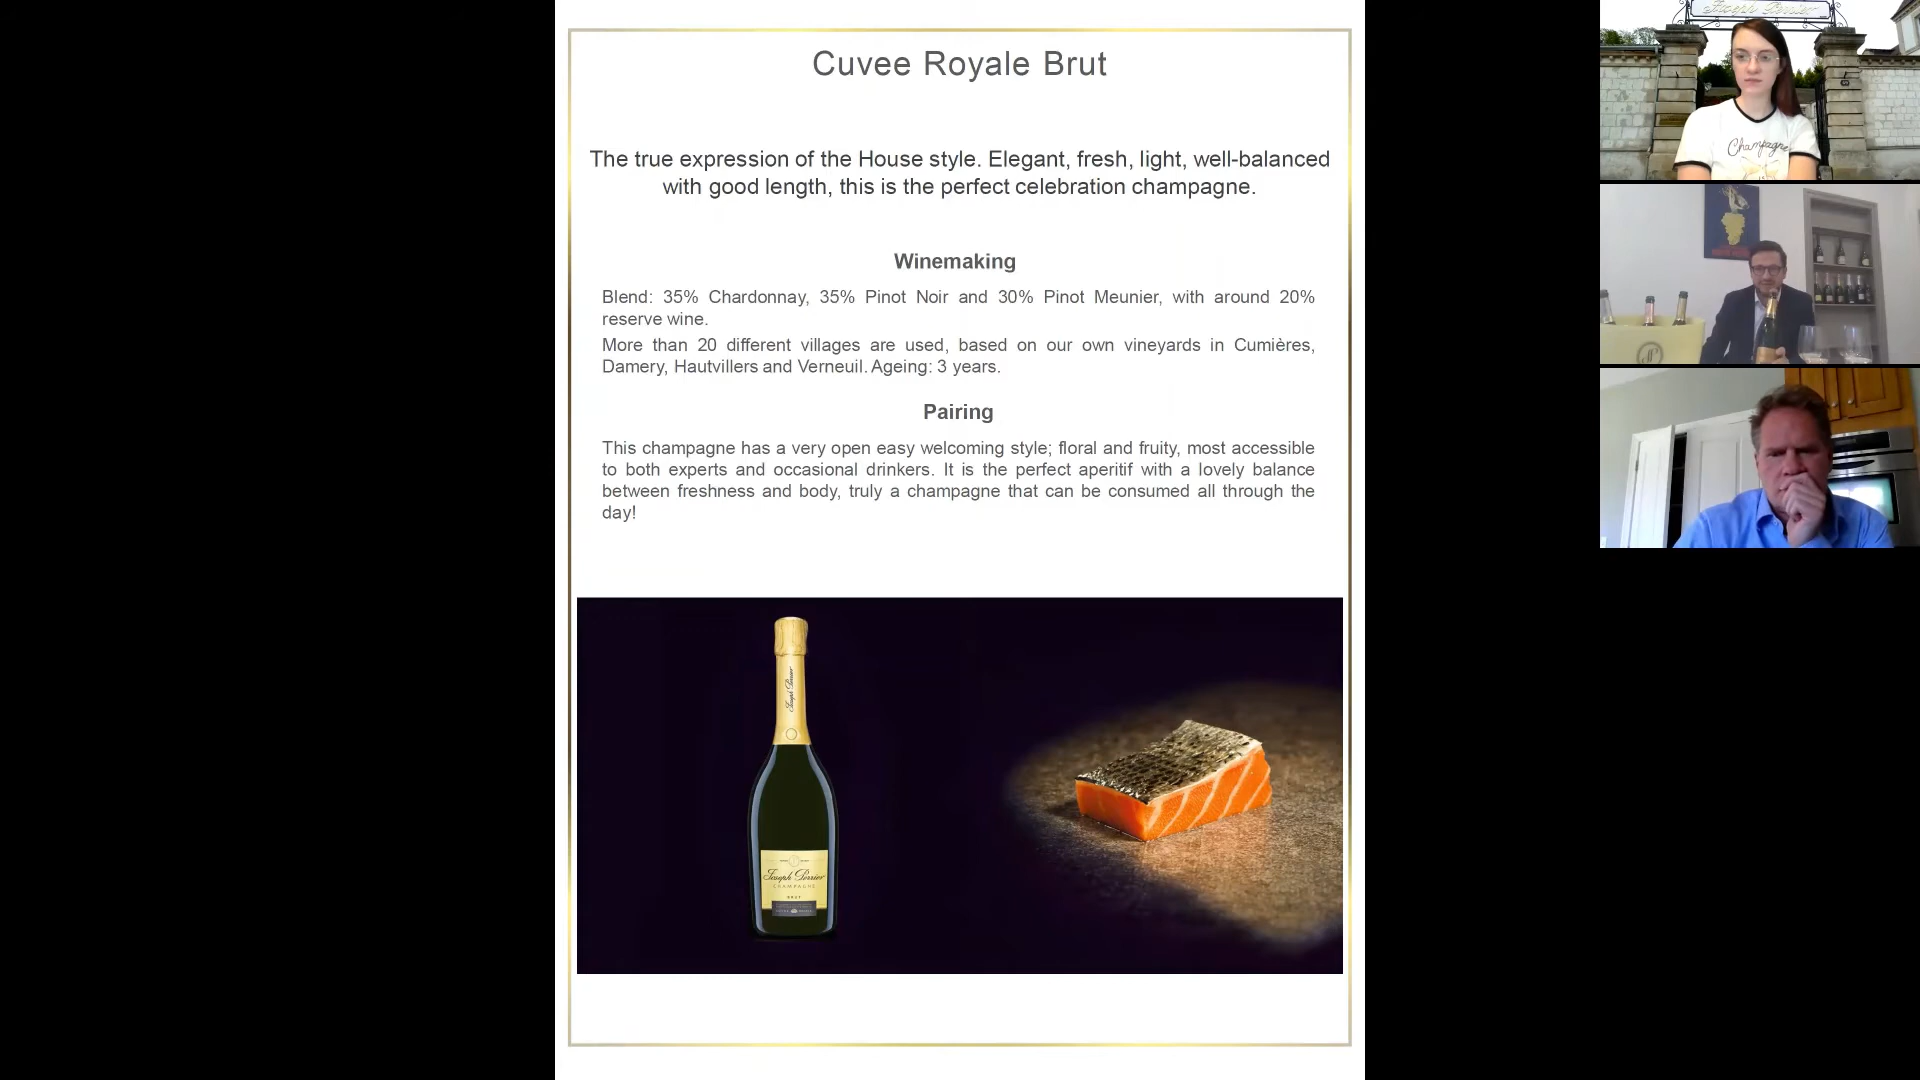 Cuvee Royale Brut
The true expression of the House style. Elegant, fresh, light, well-balanced
with good length, this is the perfect celebration champagne.
Winemaking
Blend: 35% Chardonnay, 35% Pinot Noir and 30% Pinot Meunier, with around 20%
reserve wine.
More than 20 different villages are used, based on our own vineyards in Cumières,
Damery, Hautvillers and Verneuil. Ageing: 3 years.
Pairing
This champagne has a very open easy welcoming style; floral and fruity, most accessible
to both experts and occasional drinkers. It is the perfect aperitif with a lovely balance
between freshness and body, truly a champagne that can be consumed all through the
day!
Joseph Perrier
Joseph Perrier
CHAMPAGNE
BRUT
Joseph Perrier
Champagne